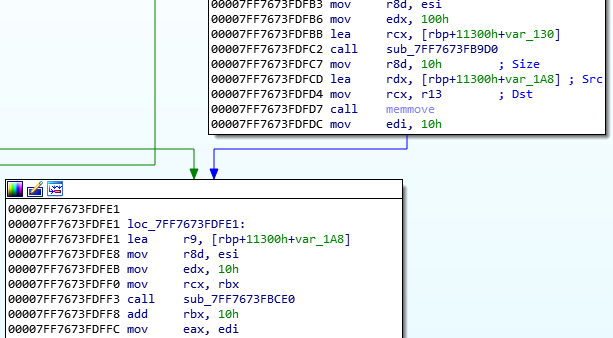 00007FF7673FDFB3 mov r8d, esi
00007FF7673FDFB6 mov edx, 100h
00007FF7673FDFBB lea rcx, [rbp+11300h+var_130]
00007FF7673FDFC2 call sub_7FF7673FB9D0
00007FF7673FDFC7 mov r8d, 10h ; Size
00007FF7673FDFCD lea rdx, [rbp+11300h+var_1A8] ; Src
00007FF7673FDFD4 mov rcx, r13 ; Dst
00007FF7673FDFD7 call memmove
00007FF7673FDFDC mov edi, 10h
00007FF7673FDFE1
00007FF7673FDFE1 loc_7FF7673FDFE1:
00007FF7673FDFE1 lea r9, [rbp+11300h+var_1A8]
00007FF7673FDFE8 mov r8d, esi
00007FF7673FDFEB mov edx, 10h
00007FF7673FDFF0 mov rcx, rbx
00007FF7673FDFF3 call sub_7FF7673FBCE0
00007FF7673FDFF8 add rbx, 10h
00007FF7673FDFFC mov eax, edi